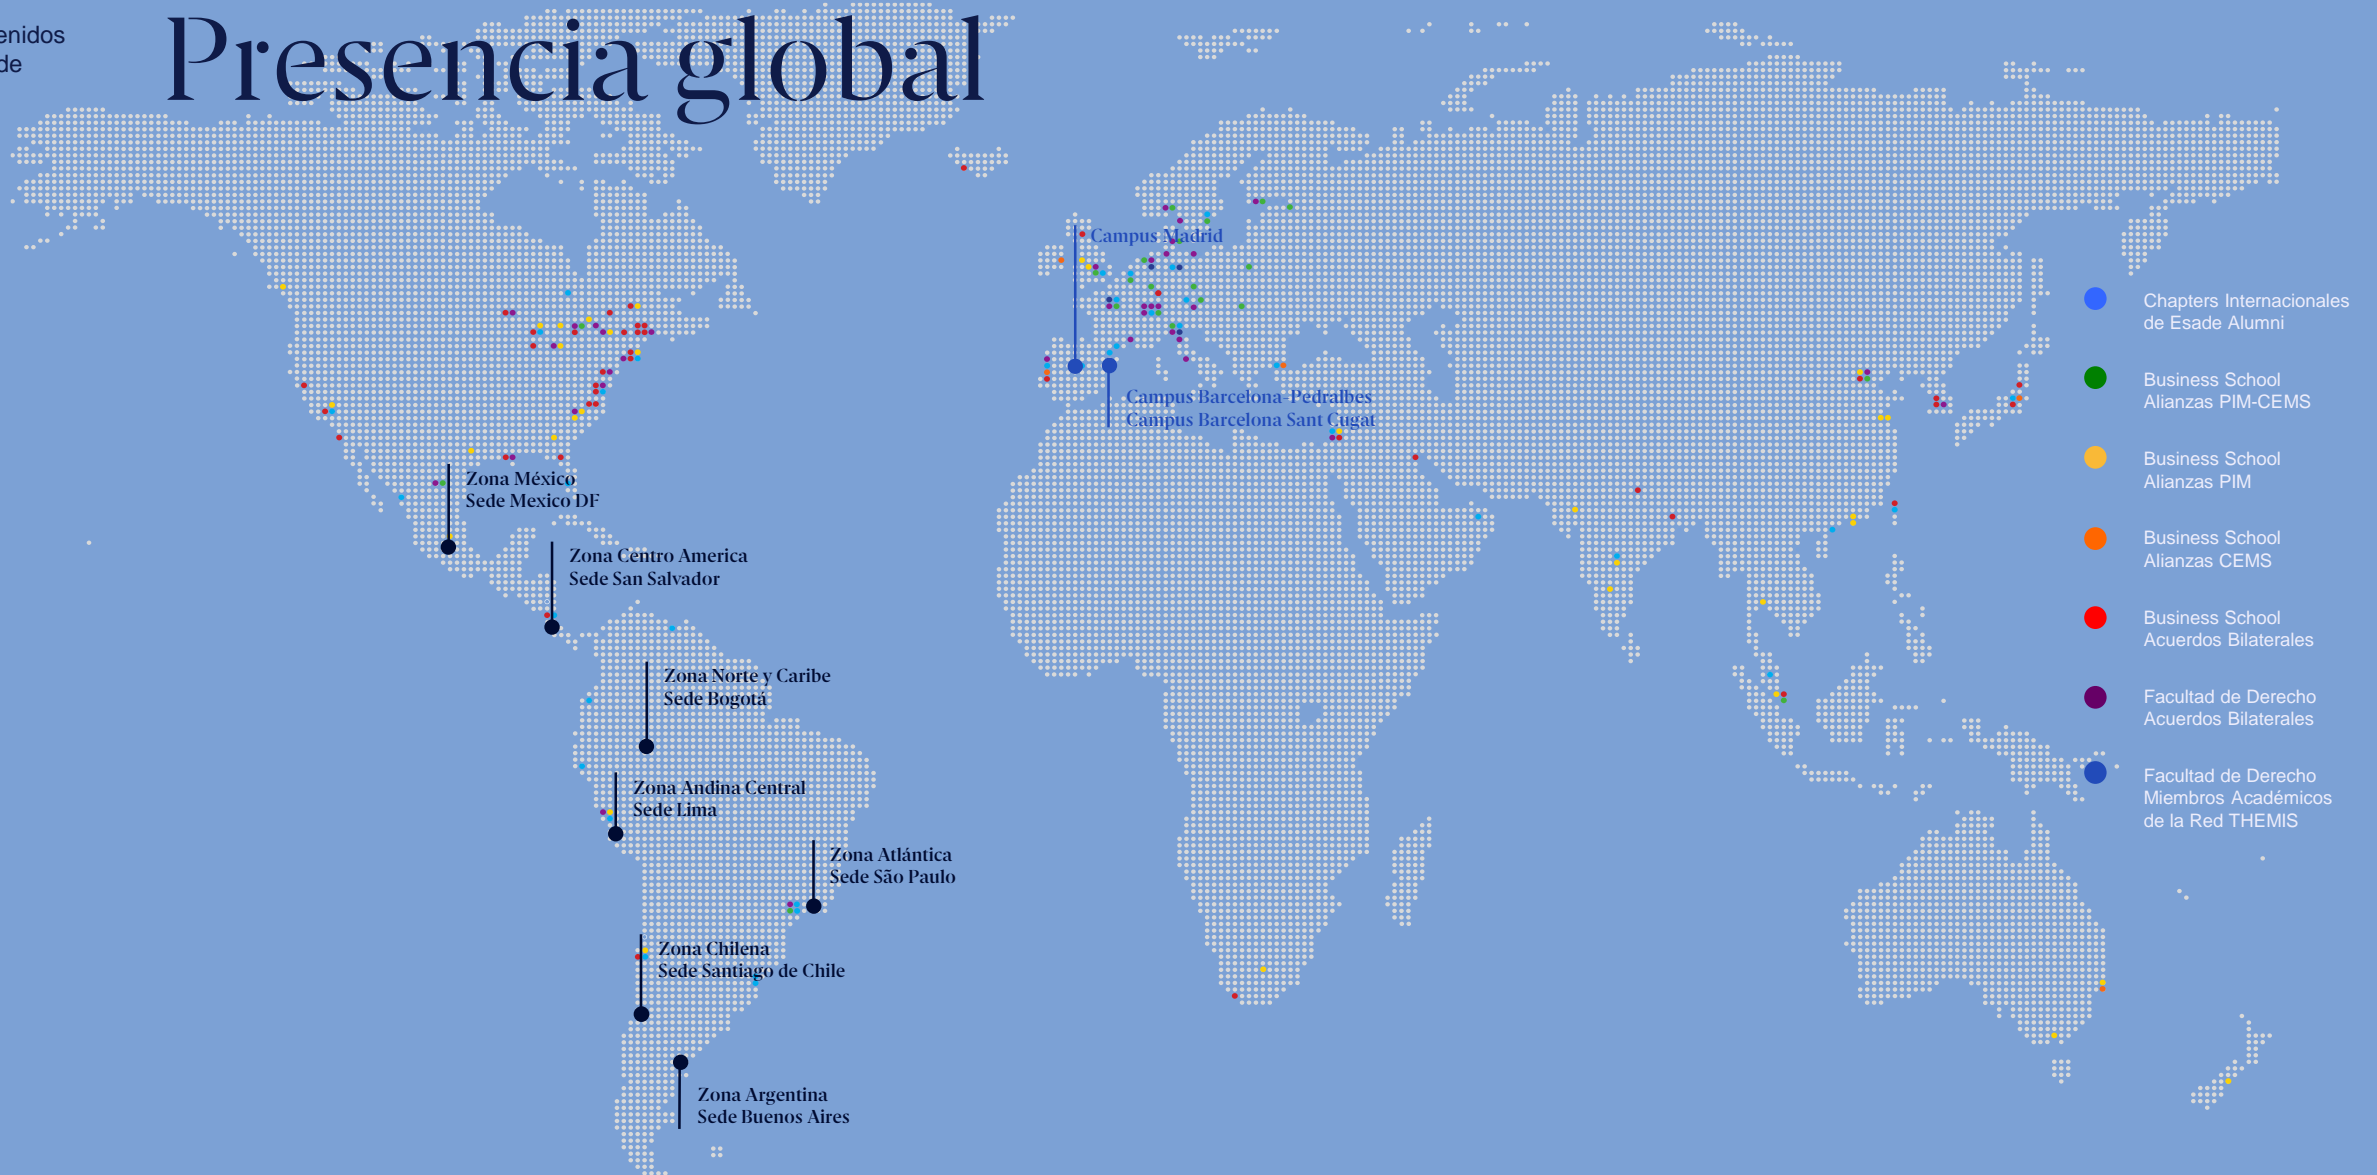 enidos
de
Presencia global
Campus Madrid
Campus Barcelona-Pedralbes
Campus Barcelona Sant Cugat
Zona México
Sede Mexico DF
Zona Centro America
Sede San Salvador
Zona Norte y Caribe
Sede Bogotá
Zona Andina Central
Sede Lima
Zona Atlántica
Sede São Paulo
Zona Chilena
Sede Santiago de Chile
Zona Argentina
Sede Buenos Aires
Chapters Internacionales
de Esade Alumni
Business School
Alianzas PIM-CEMS
Business School
Alianzas PIM
Business School
Alianzas CEMS
Business School
Acuerdos Bilaterales
Facultad de Derecho
Acuerdos Bilaterales
Facultad de Derecho
Miembros Académicos
de la Red THEMIS